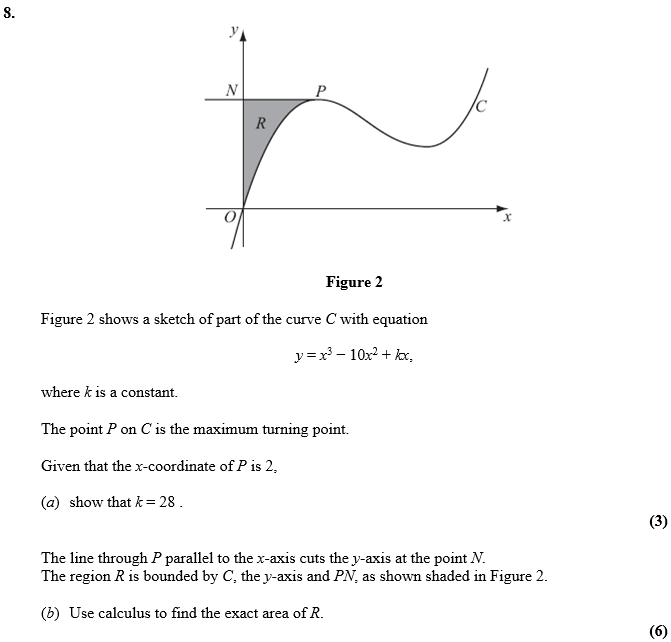 8.
y
N
P
C
R
O
x
Figure 2
Figure 2 shows a sketch of part of the curve C with equation
y = x³ – 10x² + kx,
where k is a constant.
The point P on C is the maximum turning point.
Given that the x-coordinate of P is 2,
(a) show that k = 28 .
(3)
The line through P parallel to the x-axis cuts the y-axis at the point N.
The region R is bounded by C, the y-axis and PN, as shown shaded in Figure 2.
(b) Use calculus to find the exact area of R.
(6)